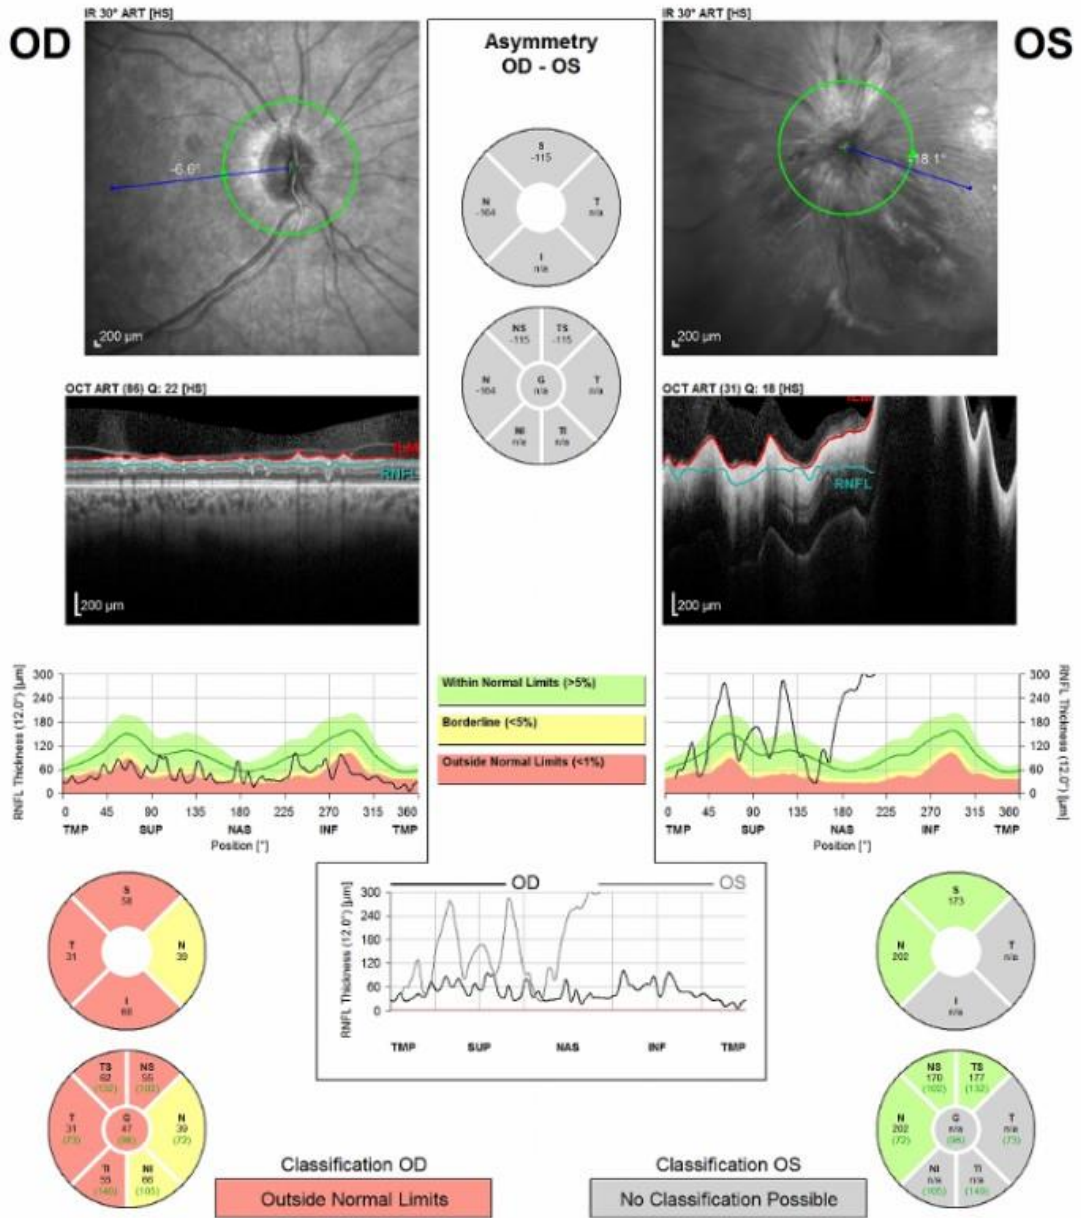 OD
IR 30° ART [HS]
-6.6°
200 µm
Asymmetry
OD - OS
S
-115
N
-164
T
n/a
I
n/a
NS
-115
TS
-115
N
-164
G
n/a
T
n/a
NI
n/a
TI
n/a
IR 30° ART [HS]
OS
-18.1°
200 µm
OCT ART (86) Q: 22 [HS]
ILM
RNFL
200 µm
OCT ART (31) Q: 18 [HS]
RNFL
200 µm
RNFL Thickness (12.0°) [µm]
300
240
180
120
60
0
0 45 90 135 180 225 270 315 360
TMP SUP NAS INF TMP
Position [°]
Within Normal Limits (>5%)
Borderline (<5%)
Outside Normal Limits (<1%)
300
240
180
120
60
0
RNFL Thickness (12.0°) [µm]
0 45 90 135 180 225 270 315 360
TMP SUP NAS INF TMP
Position [°]
S
58
T
31
N
39
I
60
TS
62
(132)
NS
55
(102)
T
31
(73)
G
47
(96)
N
39
(72)
TI
55
NI
66
(105)
OD
OS
RNFL Thickness (12.0°) [µm]
300
240
180
120
60
0
TMP SUP NAS INF TMP
S
173
N
202
T
n/a
I
n/a
NS
170
(102)
TS
177
(132)
N
202
(72)
G
n/a
(96)
T
n/a
(73)
NI
n/a
(105)
TI
n/a
Classification OD
Outside Normal Limits
Classification OS
No Classification Possible